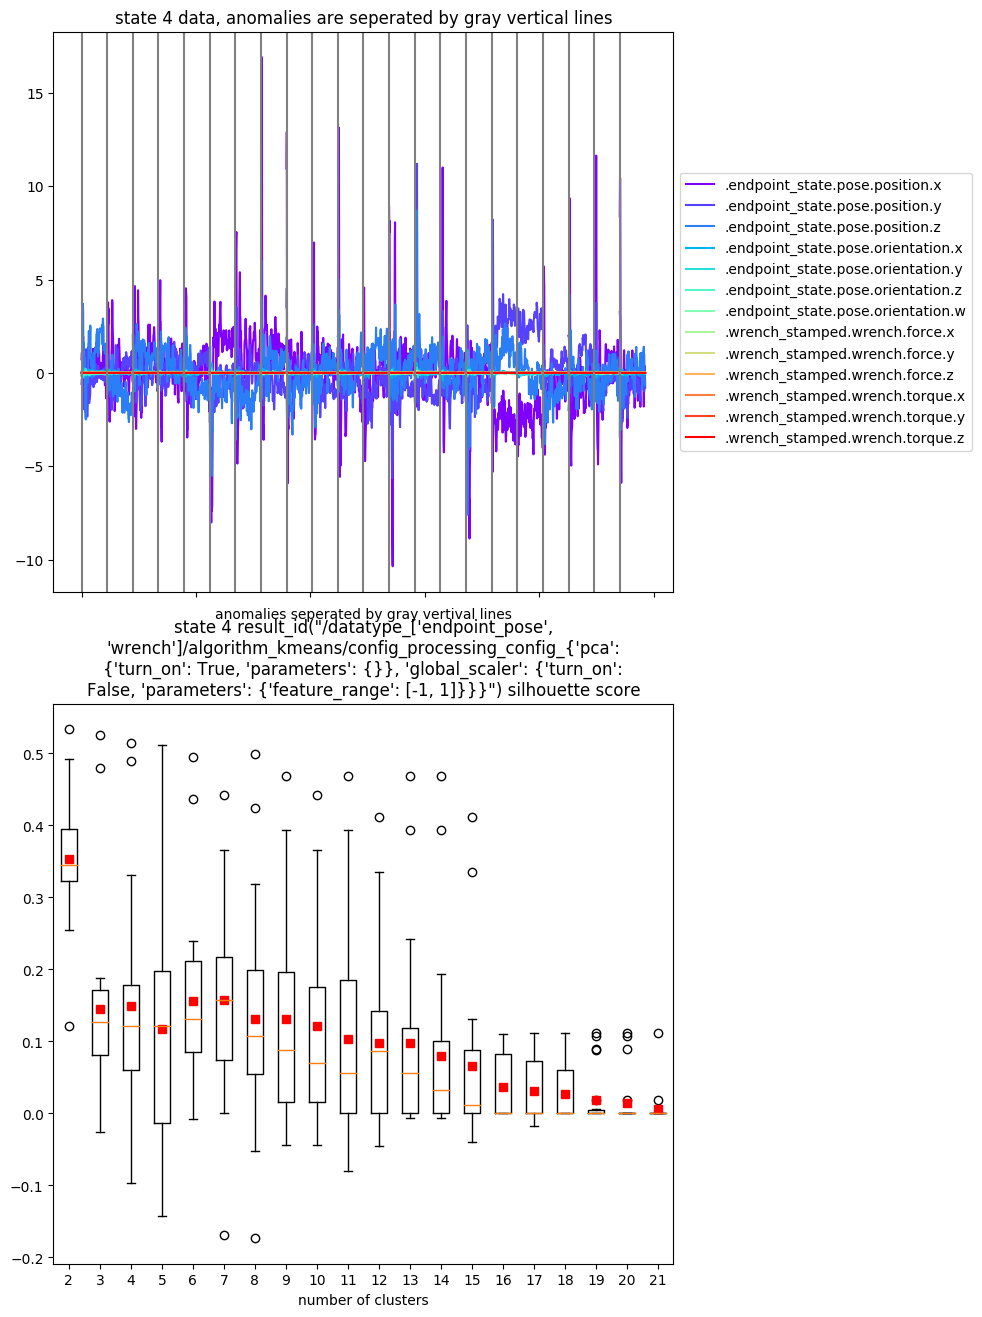 state 4 data, anomalies are seperated by gray vertical lines
15
10
5
0
−5
−10
.endpoint_state.pose.position.x
.endpoint_state.pose.position.y
.endpoint_state.pose.position.z
.endpoint_state.pose.orientation.x
.endpoint_state.pose.orientation.y
.endpoint_state.pose.orientation.z
.endpoint_state.pose.orientation.w
.wrench_stamped.wrench.force.x
.wrench_stamped.wrench.force.y
.wrench_stamped.wrench.force.z
.wrench_stamped.wrench.torque.x
.wrench_stamped.wrench.torque.y
.wrench_stamped.wrench.torque.z
anomalies seperated by gray vertival lines
state 4 result_id("/datatype_['endpoint_pose',
'wrench']/algorithm_kmeans/config_processing_config_{'pca':
{'turn_on': True, 'parameters': {}}, 'global_scaler': {'turn_on':
False, 'parameters': {'feature_range': [-1, 1]}}}") silhouette score
0.5
0.4
0.3
0.2
0.1
0.0
−0.1
−0.2
2 3 4 5 6 7 8 9 10 11 12 13 14 15 16 17 18 19 20 21
number of clusters